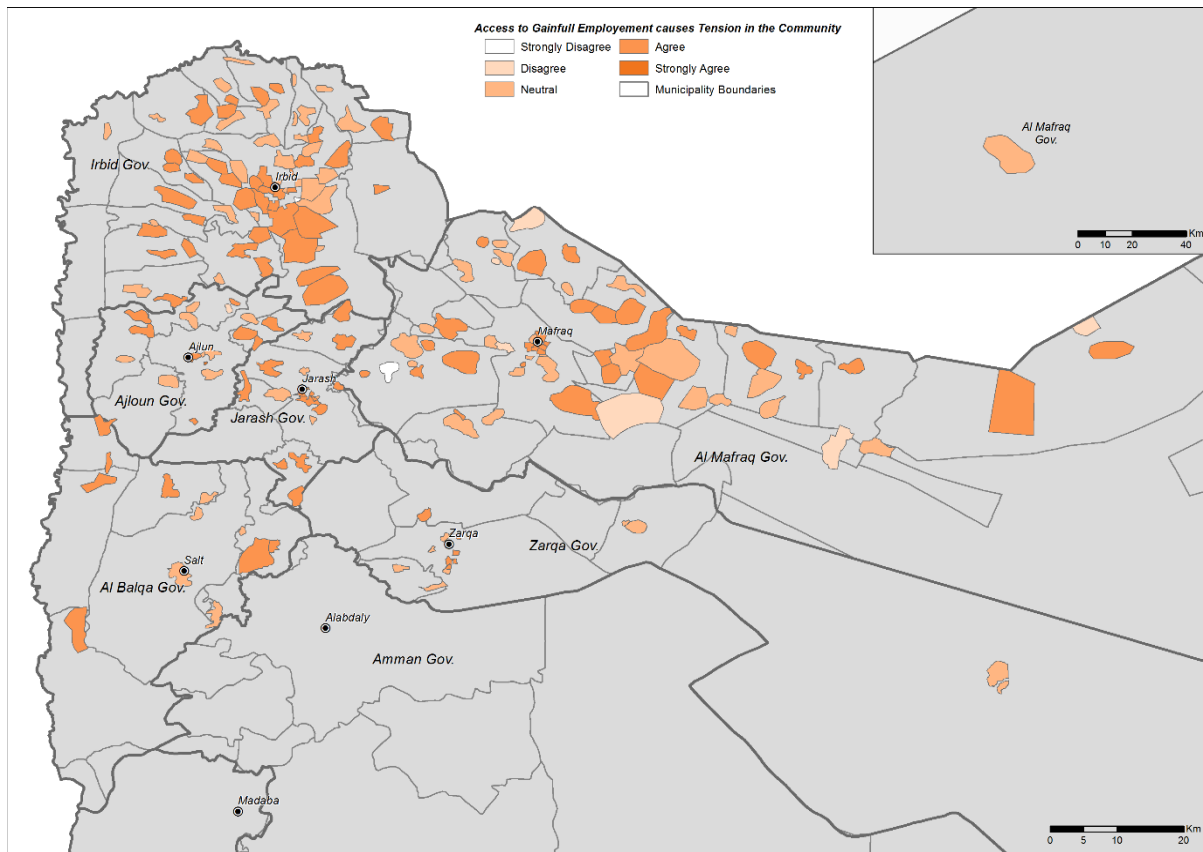 Access to Gainfull Employement causes Tension in the Community
Strongly Disagree
Agree
Disagree
Strongly Agree
Neutral
Municipality Boundaries
Al Mafraq
Gov.
Km
0 10 20 40
Irbid Gov.
Irbid
Mafraq
Ajlun
Jarash
Ajloun Gov.
Jarash Gov.
Al Mafraq Gov.
Zarqa
Zarqa Gov.
Salt
Al Balqa Gov.
Alabdaly
Amman Gov.
Madaba
Km
0 5 10 20